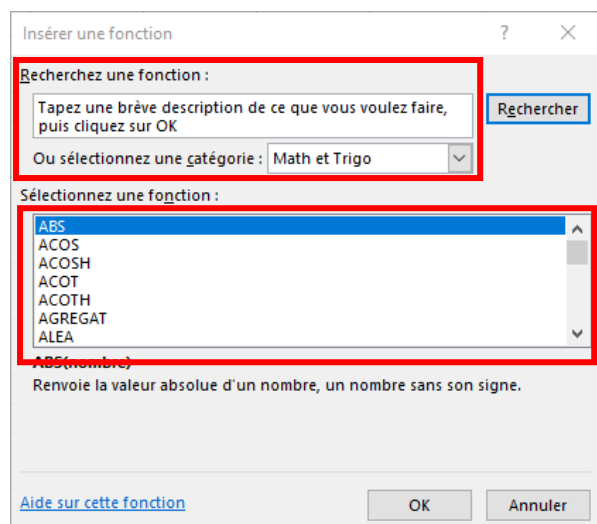 Insérer une fonction ? ×
Recherchez une fonction :
Tapez une brève description de ce que vous voulez faire,
puis cliquez sur OK
Rechercher
Ou sélectionnez une catégorie : Math et Trigo
Sélectionnez une fonction :
ABS
ACOS
ACOSH
ACOT
ACOTH
AGREGAT
ALEA
ABS(nombre)
Renvoie la valeur absolue d'un nombre, un nombre sans son signe.
Aide sur cette fonction
OK
Annuler